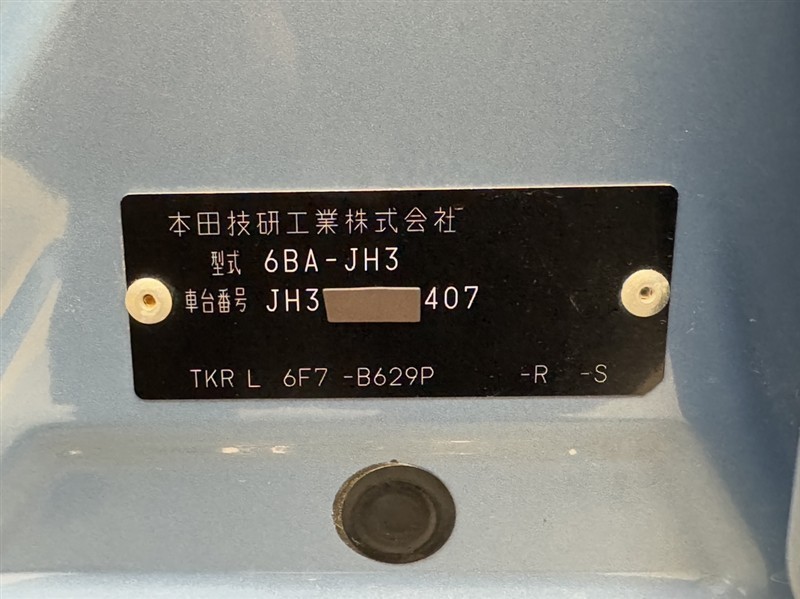 本田技研工業株式会社
型式 6BA-JH3
車台番号 JH3 407
TKR L 6F7 -B629P -R -S